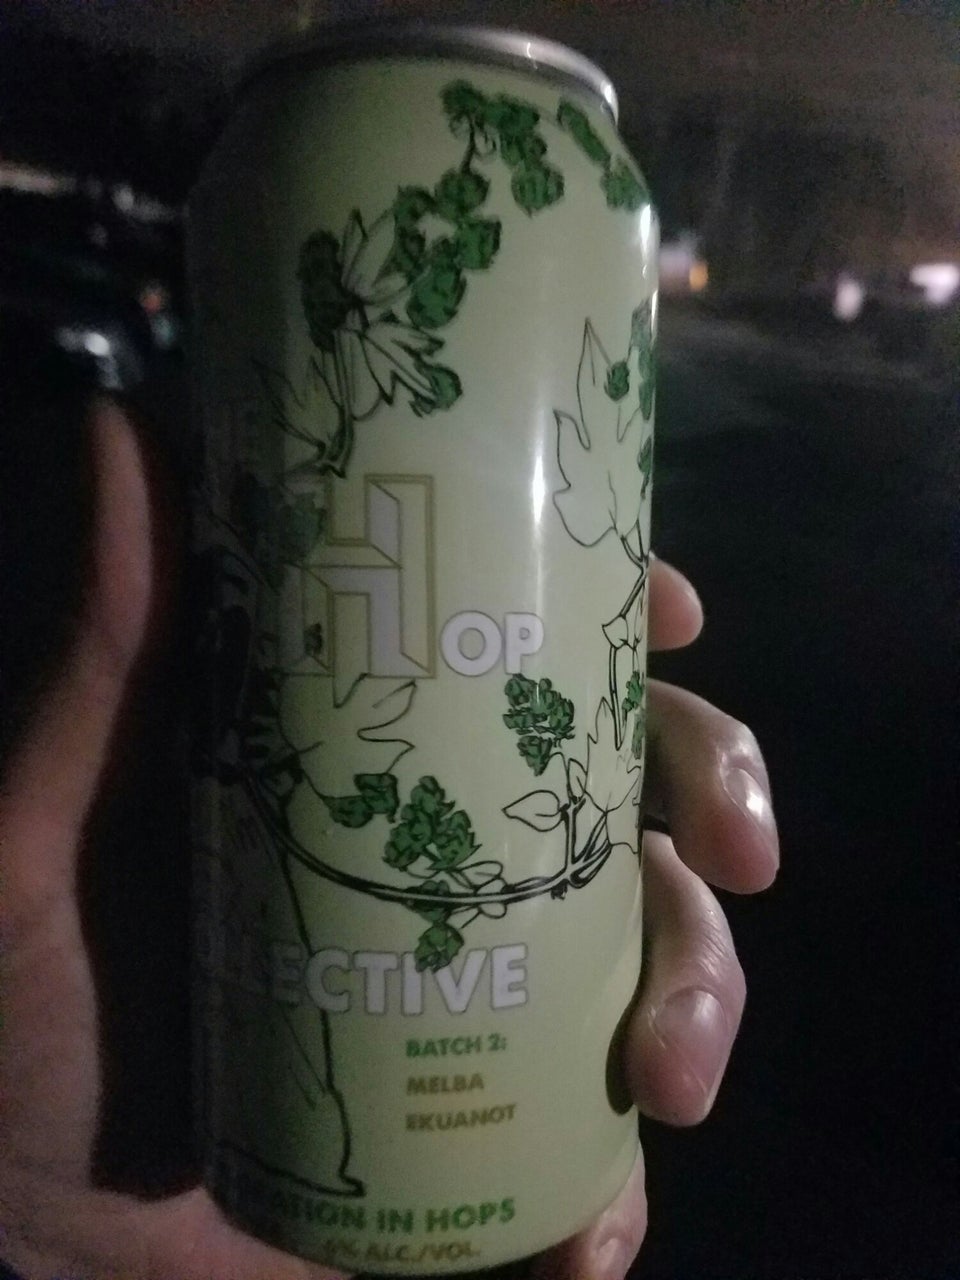 HOP
ECTIVE
BATCH 2:
MELBA
EKUANOT
IN HOPS
% ALC./VOL.